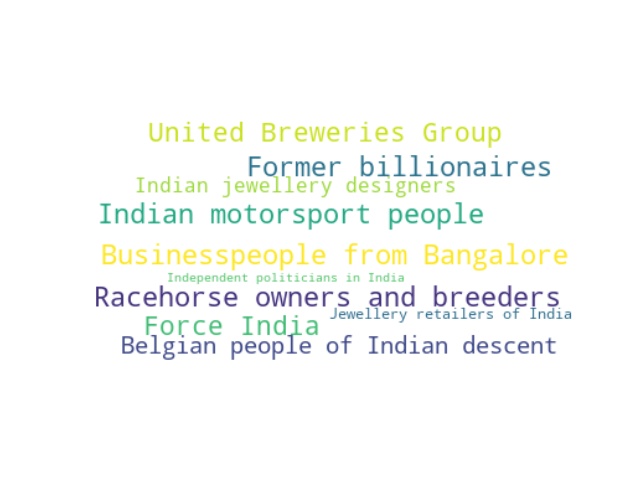 United Breweries Group
Former billionaires
Indian jewellery designers
Indian motorsport people
Businesspeople from Bangalore
Independent politicians in India
Racehorse owners and breeders
Jewellery retailers of India
Force India
Belgian people of Indian descent